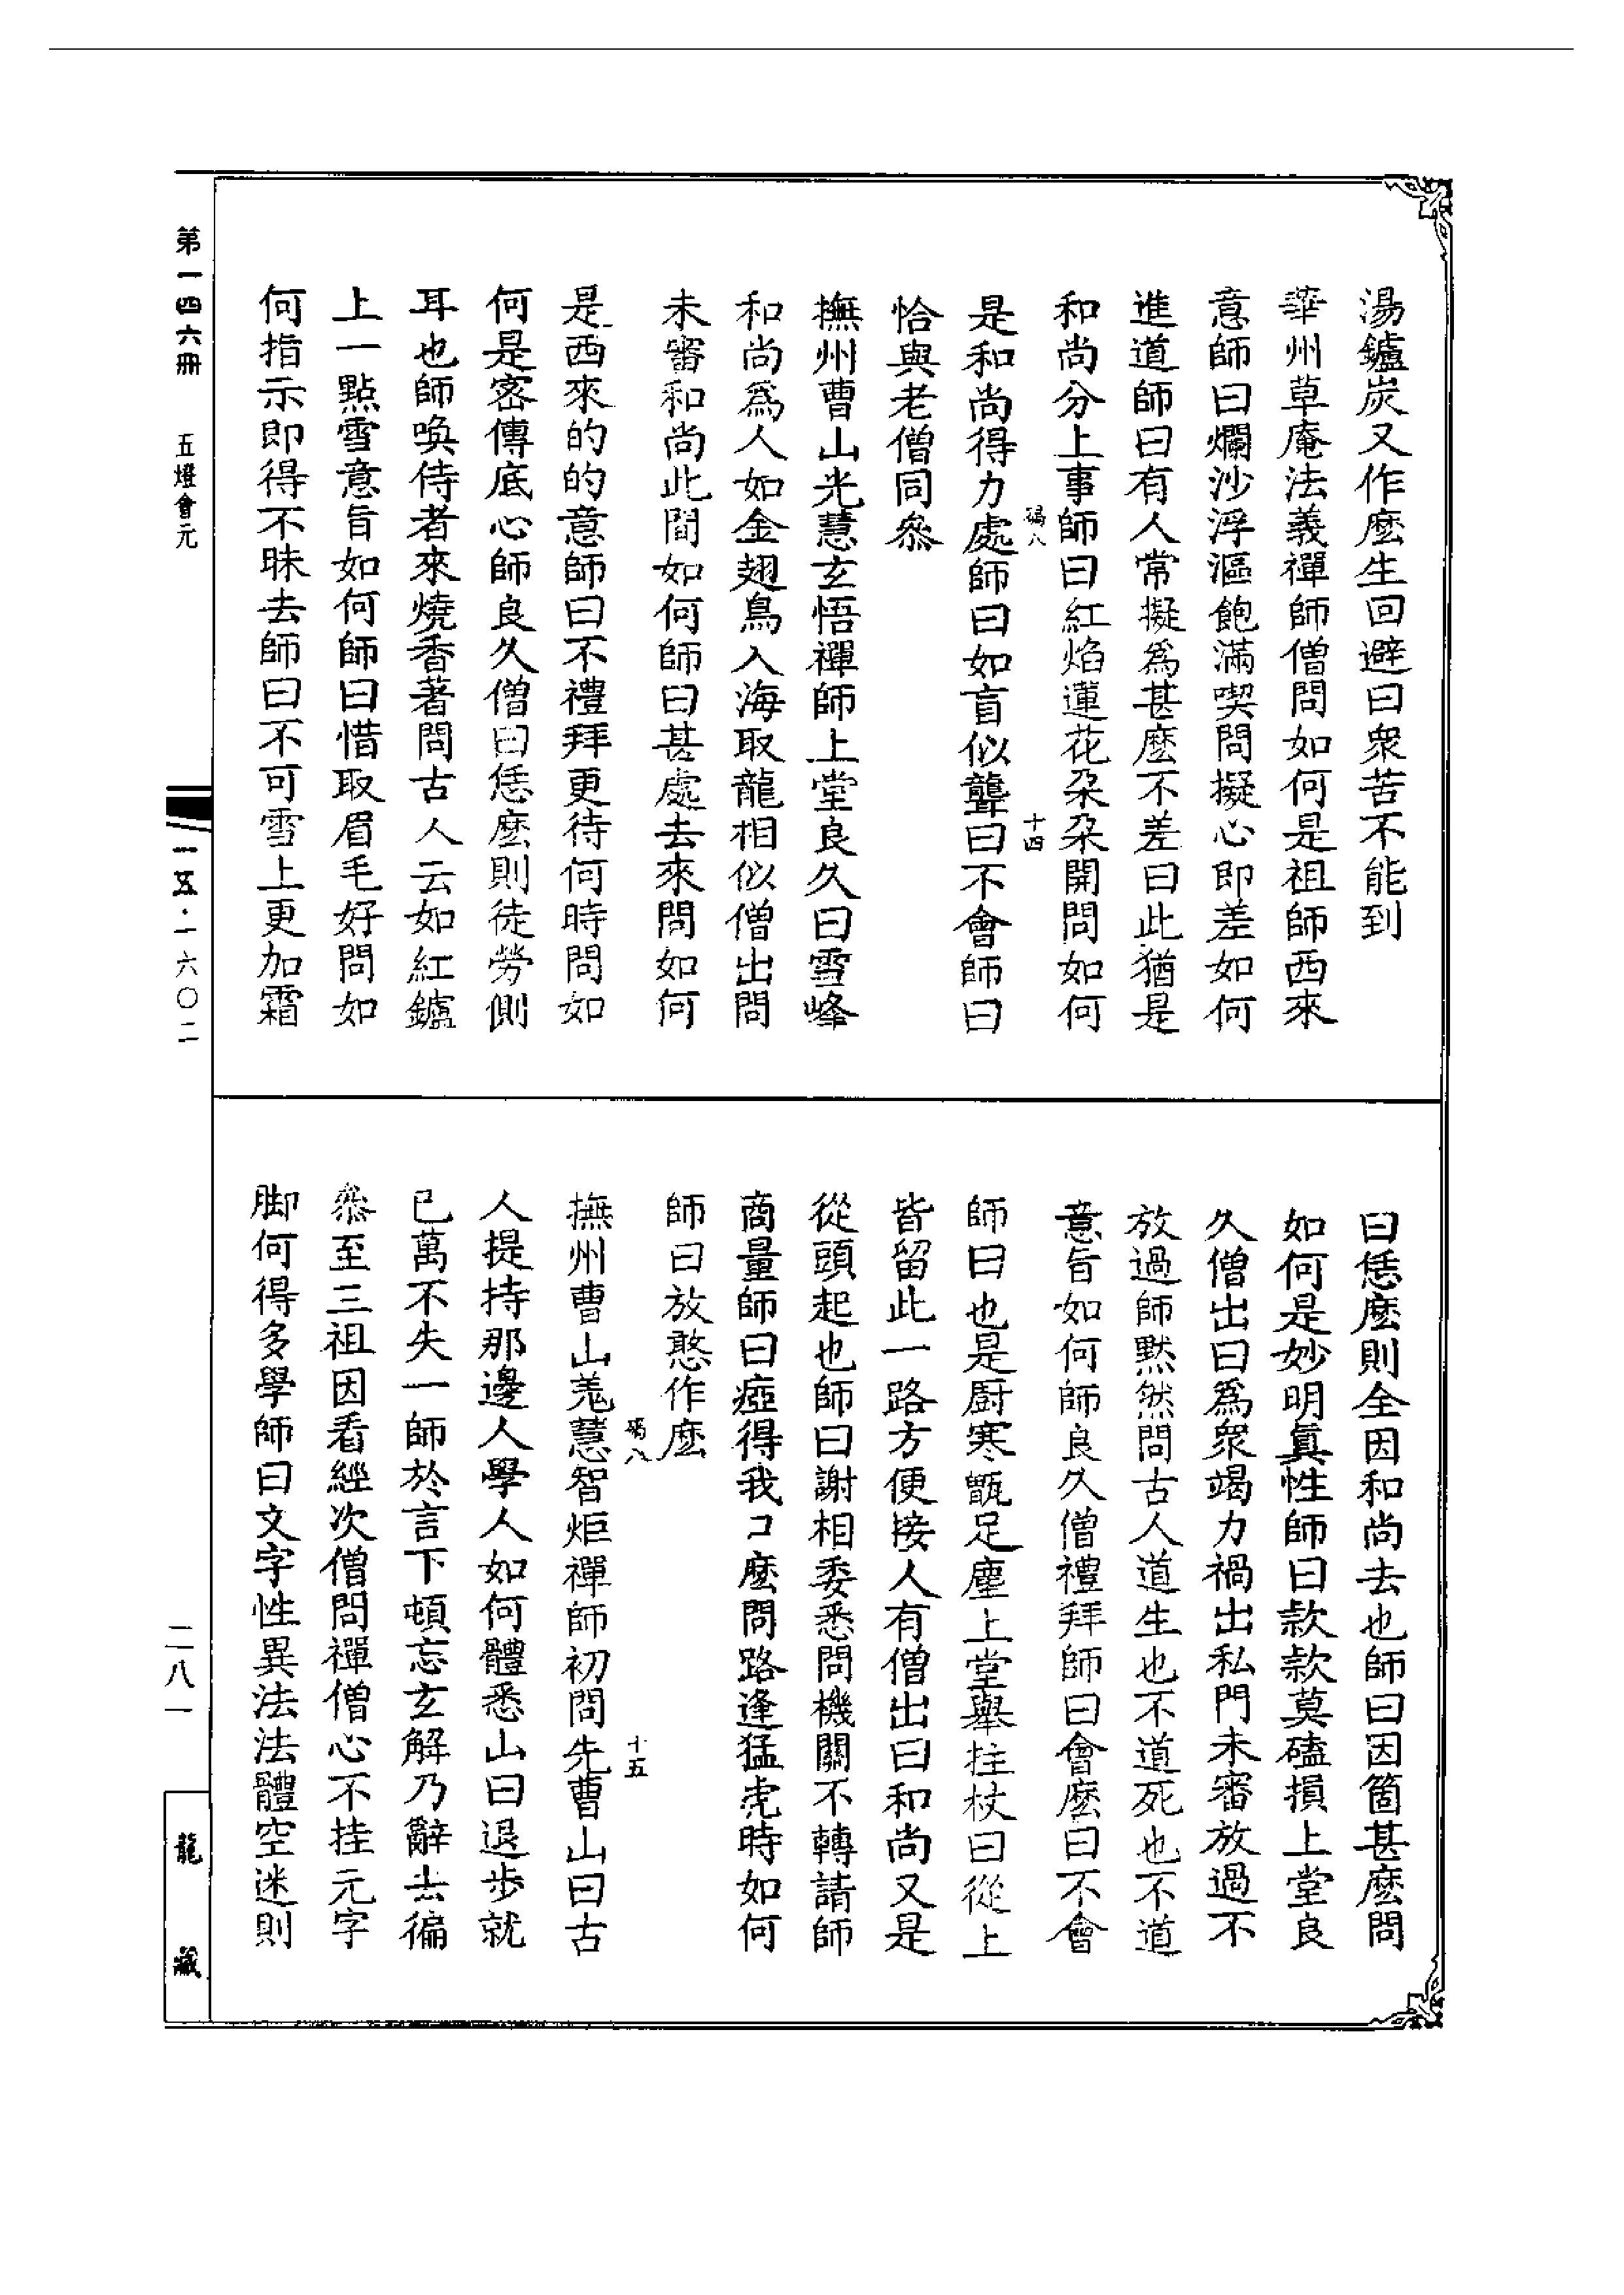 湯鑪炭又作麽生回避曰衆苦不能到
華州草庵法義禪師僧問如何是祖師西來
意師曰爛沙浮漚飽滿喫問擬心即差如何
進道師曰有人常擬爲甚麽不差曰此猶是
和尚分上事師曰紅焰蓮花朶朶開問如何
碣八
十四
是和尚得力處師曰如盲似聾曰不會師曰
恰與老僧同叅
撫州曹山光慧玄悟禪師上堂良久曰雪峰
和尚爲人如金翅鳥入海取龍相似僧出問
未審和尚此間如何師曰甚處去來問如何
是西來的的意師曰不禮拜更待何時問如
何是密傳底心師良久僧曰恁麽則徒勞側
耳也師喚侍者來燒香著問古人云如紅鑪
上一點雪意旨如何師曰惜取眉毛好問如
何指示即得不昧去師曰不可雪上更加霜
曰恁麽則全因和尚去也師曰因箇甚麽問
如何是妙明眞性師曰款款莫磕損上堂良
久僧出曰爲衆竭力禍出私門未審放過不
放過師默然問古人道生也不道死也不道
意旨如何師良久僧禮拜師曰會麽曰不會
師曰也是厨寒甑足塵上堂舉拄杖曰從上
皆留此一路方便接人有僧出曰和尚又是
從頭起也師曰謝相委悉問機關不轉請師
商量師曰瘂得我口麽問路逢猛虎時如何
師曰放憨作麽
碣八
十五
撫州曹山羗慧智炬禪師初問先曹山曰古
人提持那邊人學人如何體悉山曰退步就
已萬不失一師於言下頓忘玄解乃辭去徧
叅至三祖因看經次僧問禪僧心不挂元字
脚何得多學師曰文字性異法法體空迷則
第一四六冊 五燈會元
一五·一六〇二
二八一
龍藏